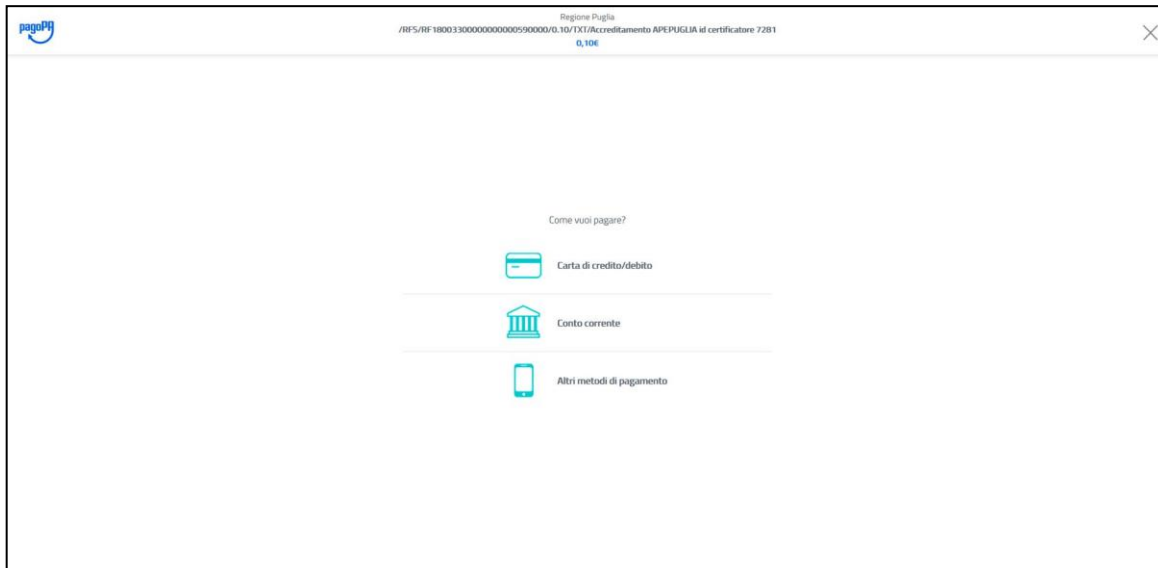 pagoPA
Regione Puglia
/RFS/RF18003300000000000590000/0.10/TXT/Accreditamento APEPUGLIA id certificatore 7281
0,10€
Come vuoi pagare?
Carta di credito/debito
Conto corrente
Altri metodi di pagamento